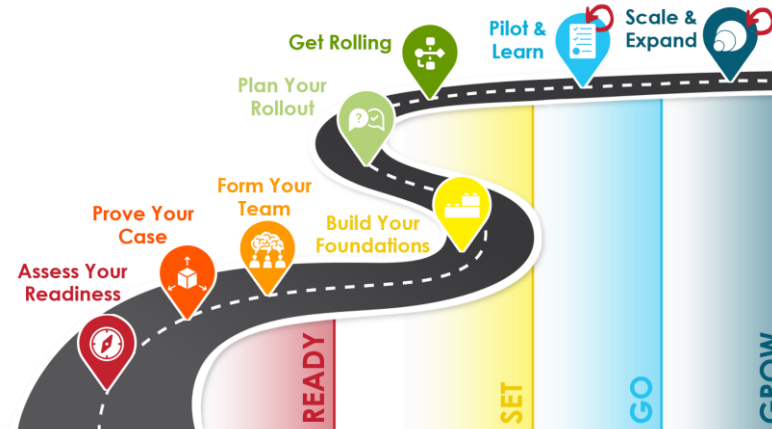 Assess Your
Readiness
Prove Your
Case
Form Your
Team
Build Your
Foundations
Plan Your
Rollout
Get Rolling
Pilot &
Learn
Scale &
Expand
READY
SET
GO
GROW
?